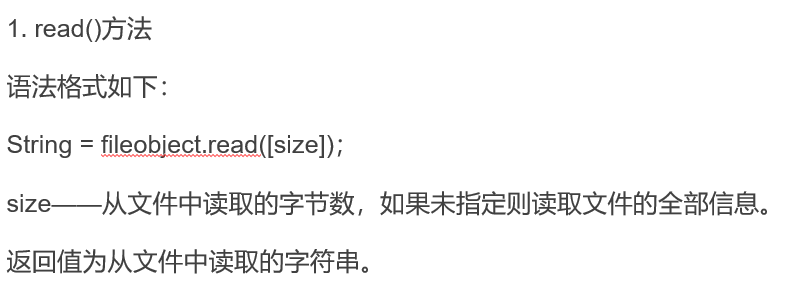 1. read()方法
语法格式如下：
String = fileobject.read([size]);
size——从文件中读取的字节数，如果未指定则读取文件的全部信息。
返回值为从文件中读取的字符串。